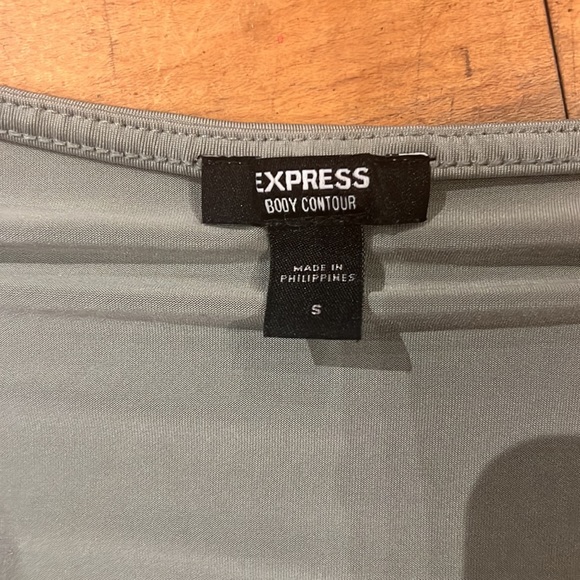 EXPRESS
BODY CONTOUR
MADE IN
PHILIPPINES
S